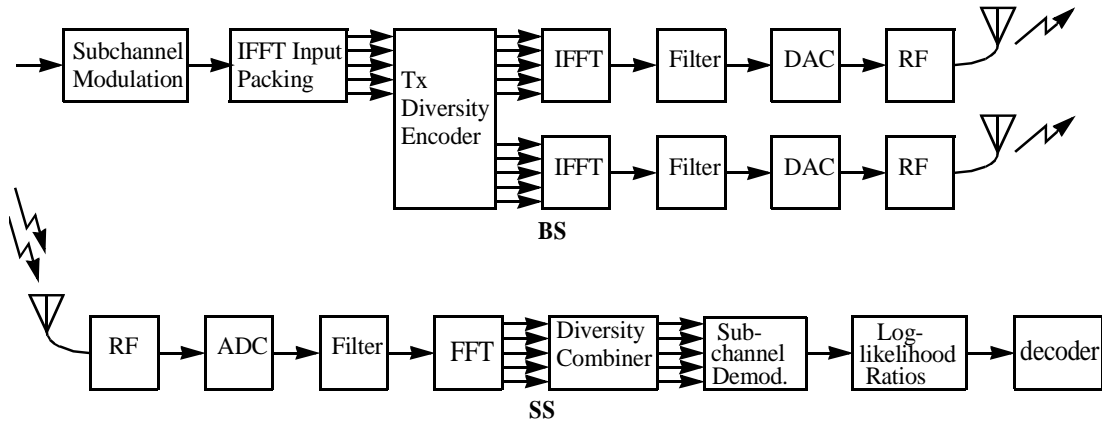 Subchannel
Modulation
IFFT Input
Packing
Tx
Diversity
Encoder
IFFT
Filter
DAC
RF
IFFT
Filter
DAC
RF
BS
RF
ADC
Filter
FFT
Diversity
Combiner
Sub-
channel
Demod.
Log-
likelihood
Ratios
decoder
SS